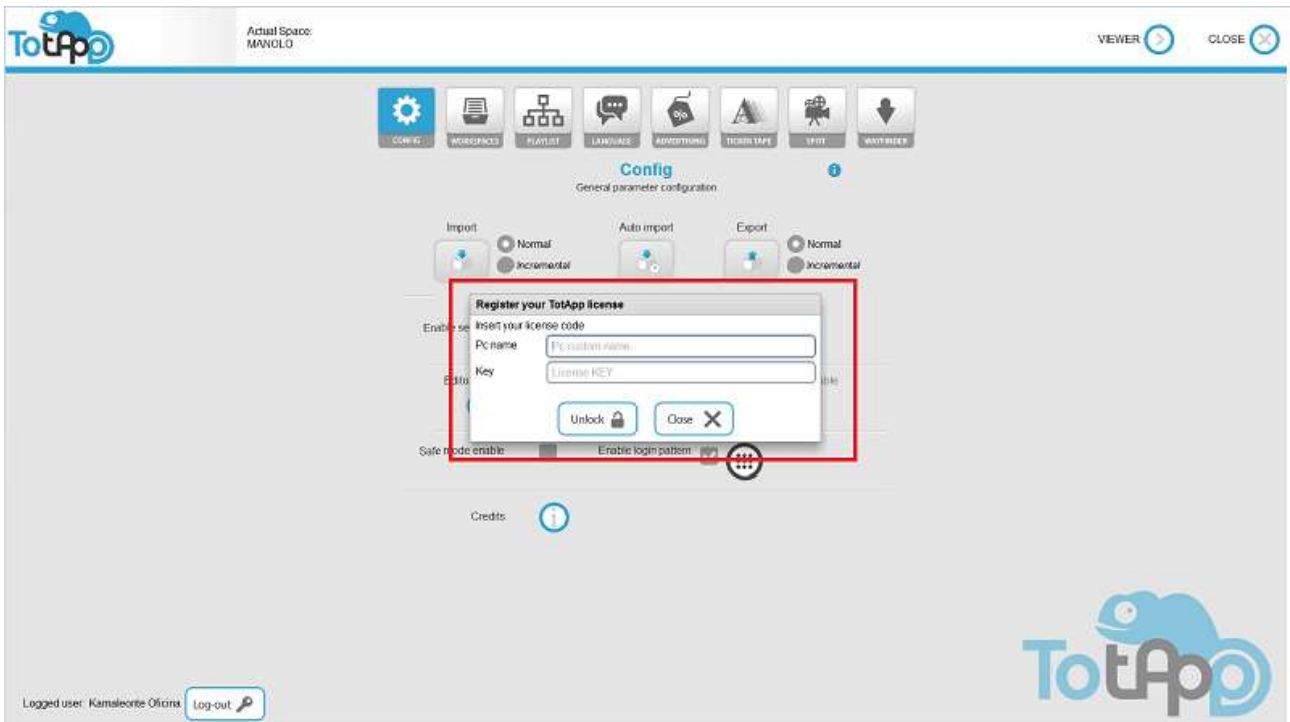 TotApp
Actual Space:
MANOLO
VIEWER
CLOSE
CONFIG
WORKSPACES
PLAYLIST
LANGUAGE
ADVERTISING
TICKER TAPE
SPOT
WAYFINDER
Config
General parameter configuration
Import
Normal
Incremental
Auto import
Export
Normal
Incremental
Register your TotApp license
Insert your license code
Pc name
Pc custom name.
Key
License KEY
Unlock
Close
Enable se
Safe mode enable
Enable login pattern
Credits
Logged user: Kamaleonte Oficina
Log-out
TotApp